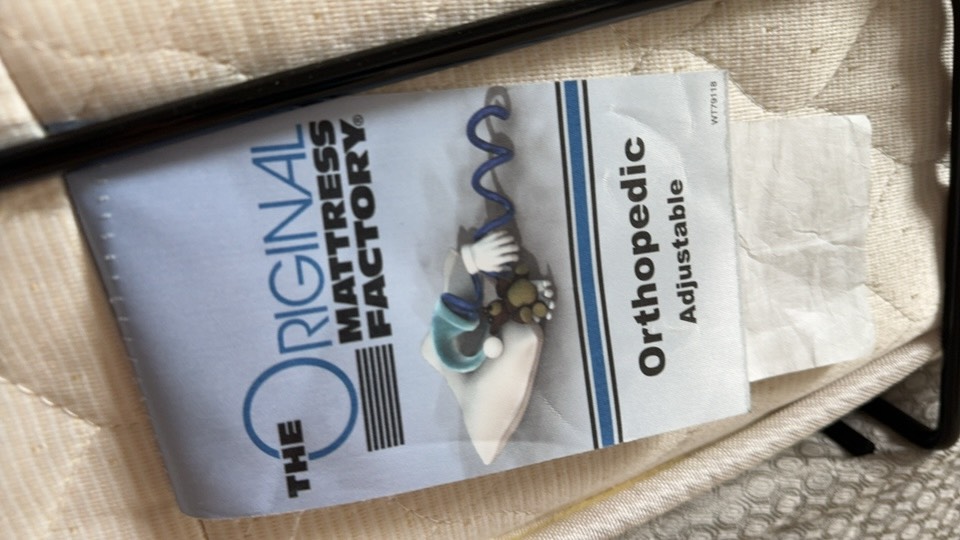 THE ORIGINAL
MATTRESS
FACTORY®
Orthopedic
Adjustable
WT79118